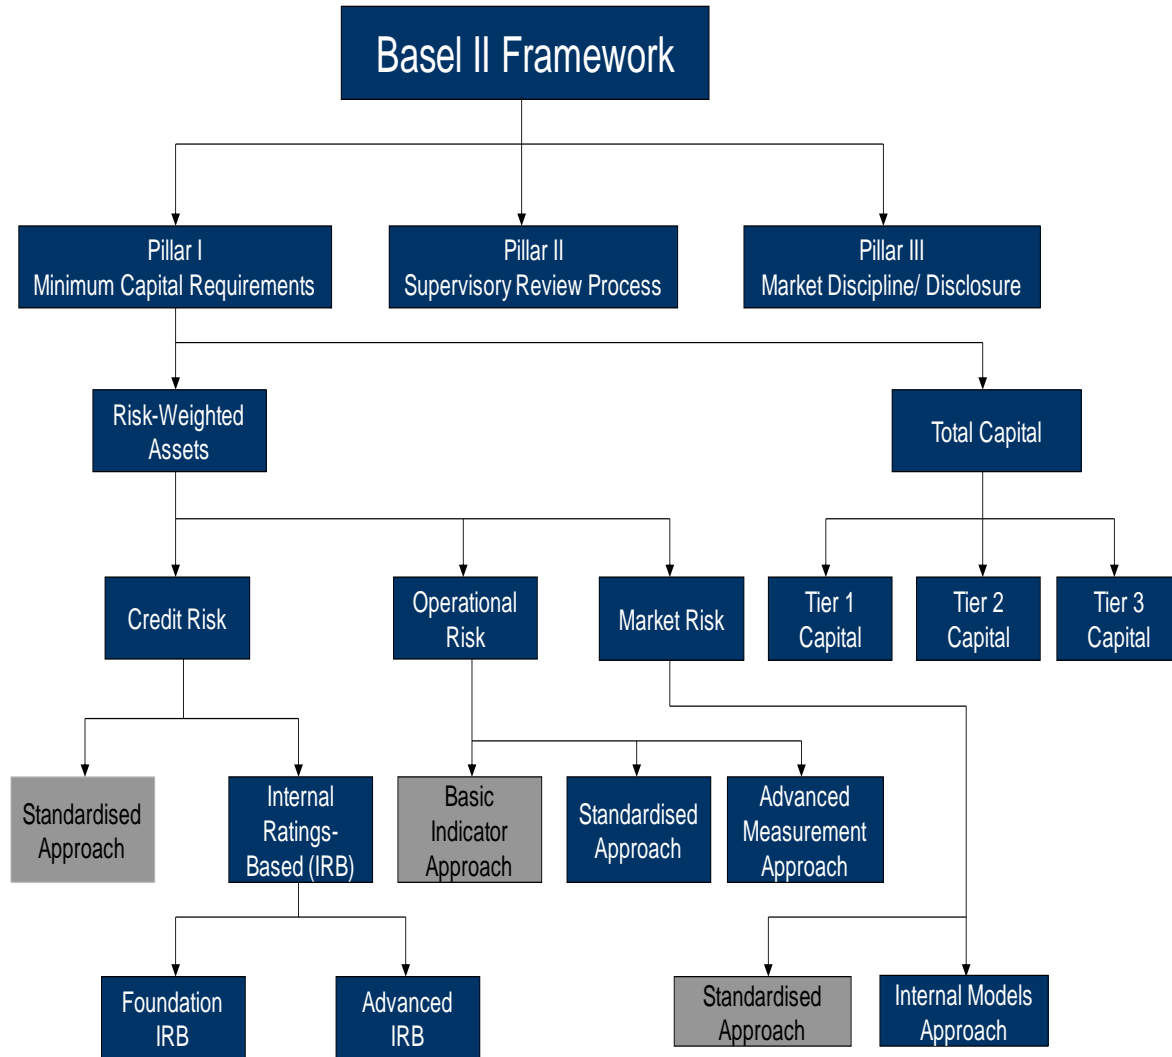 Basel II Framework
Pillar I
Minimum Capital Requirements
Pillar II
Supervisory Review Process
Pillar III
Market Discipline/ Disclosure
Risk-Weighted
Assets
Total Capital
Credit Risk
Operational
Risk
Market Risk
Tier 1
Capital
Tier 2
Capital
Tier 3
Capital
Standardised
Approach
Internal
Ratings-
Based (IRB)
Basic
Indicator
Approach
Standardised
Approach
Advanced
Measurement
Approach
Foundation
IRB
Advanced
IRB
Standardised
Approach
Internal Models
Approach